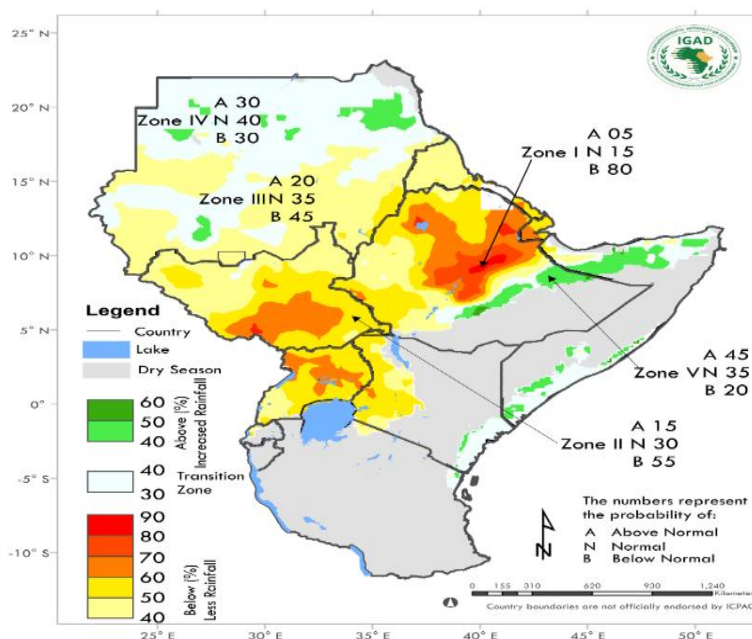 25° N
20° N
15° N
10° N
5° N
0°
-5° S
-10° S
25° E
30° E
35° E
40° E
45° E
50° E
IGAD
A 30
Zone IV N 40
B 30
A 20
Zone III N 35
B 45
A 05
Zone I N 15
B 80
A 45
Zone V N 35
B 20
A 15
Zone II N 30
B 55
Legend
Country
Lake
Dry Season
60
50
40
Above (%)
Increased Rainfall
40
30
Transition
Zone
90
80
70
60
50
40
Below (%)
Less Rainfall
The numbers represent
the probability of:
A Above Normal
N Normal
B Below Normal
N
0 155 310 620 930 1,240
Kilometer
Country boundaries are not officially endorsed by ICPAC